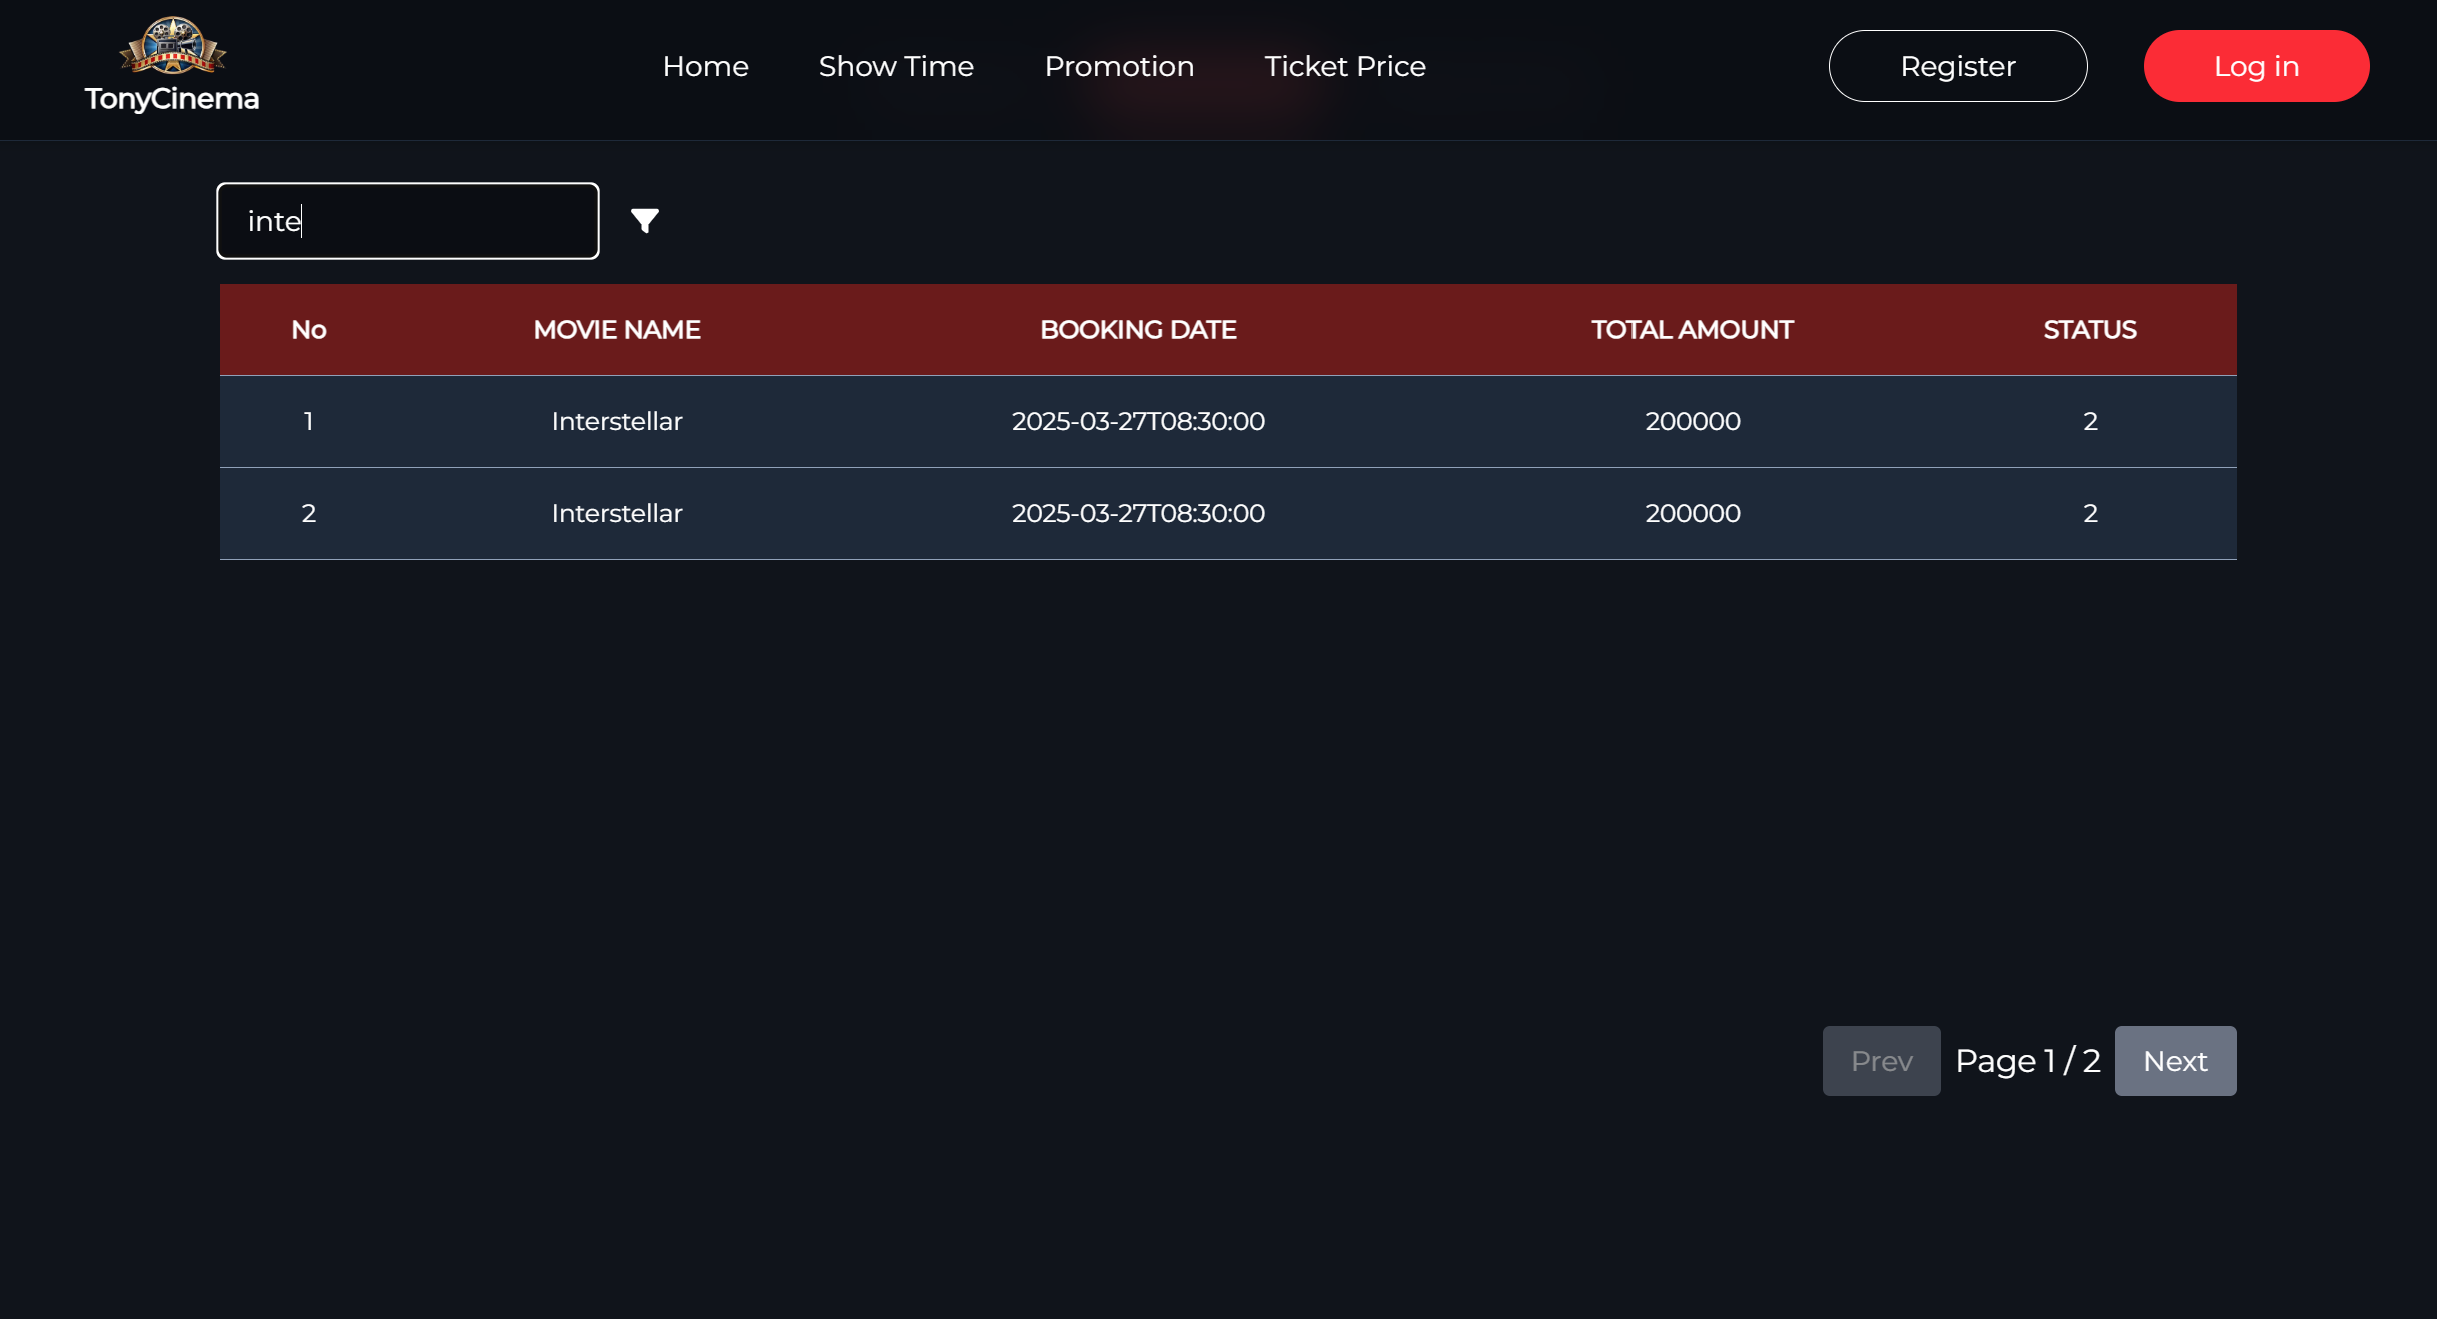 TonyCinema
Home Show Time Promotion Ticket Price
Register Log in
inte
No MOVIE NAME BOOKING DATE TOTAL AMOUNT STATUS
1 Interstellar 2025-03-27T08:30:00 200000 2
2 Interstellar 2025-03-27T08:30:00 200000 2
Prev Page 1 / 2 Next